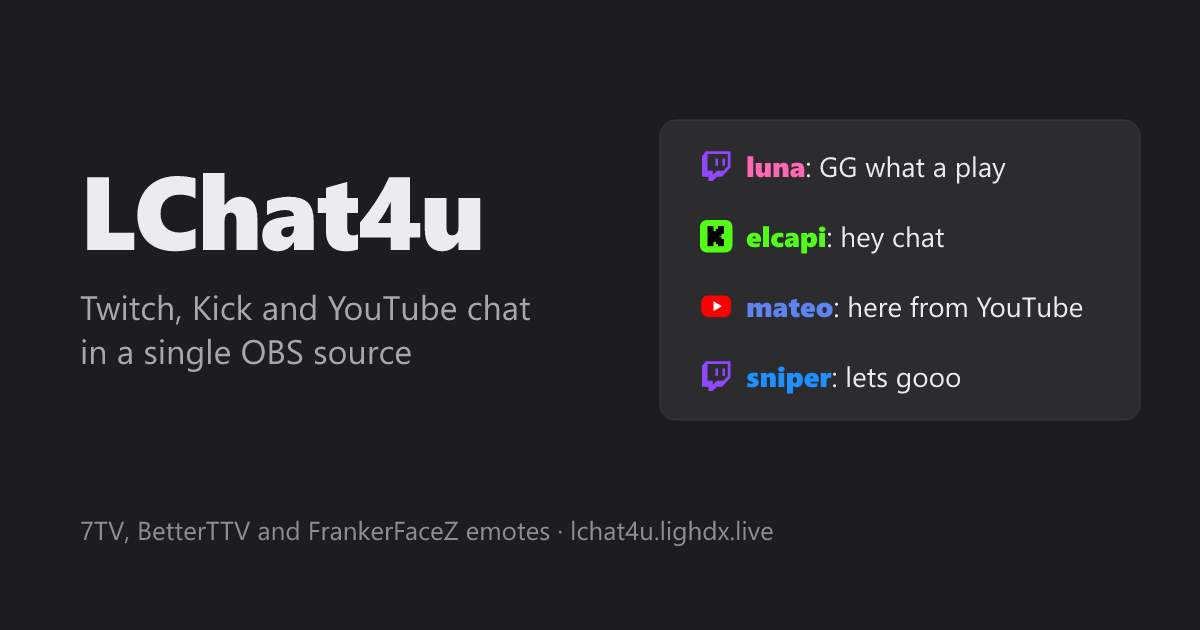 LChat4u
Twitch, Kick and YouTube chat
in a single OBS source
luna: GG what a play
elcapi: hey chat
mateo: here from YouTube
sniper: lets gooo
7TV, BetterTTV and FrankerFaceZ emotes · lchat4u.lighdx.live